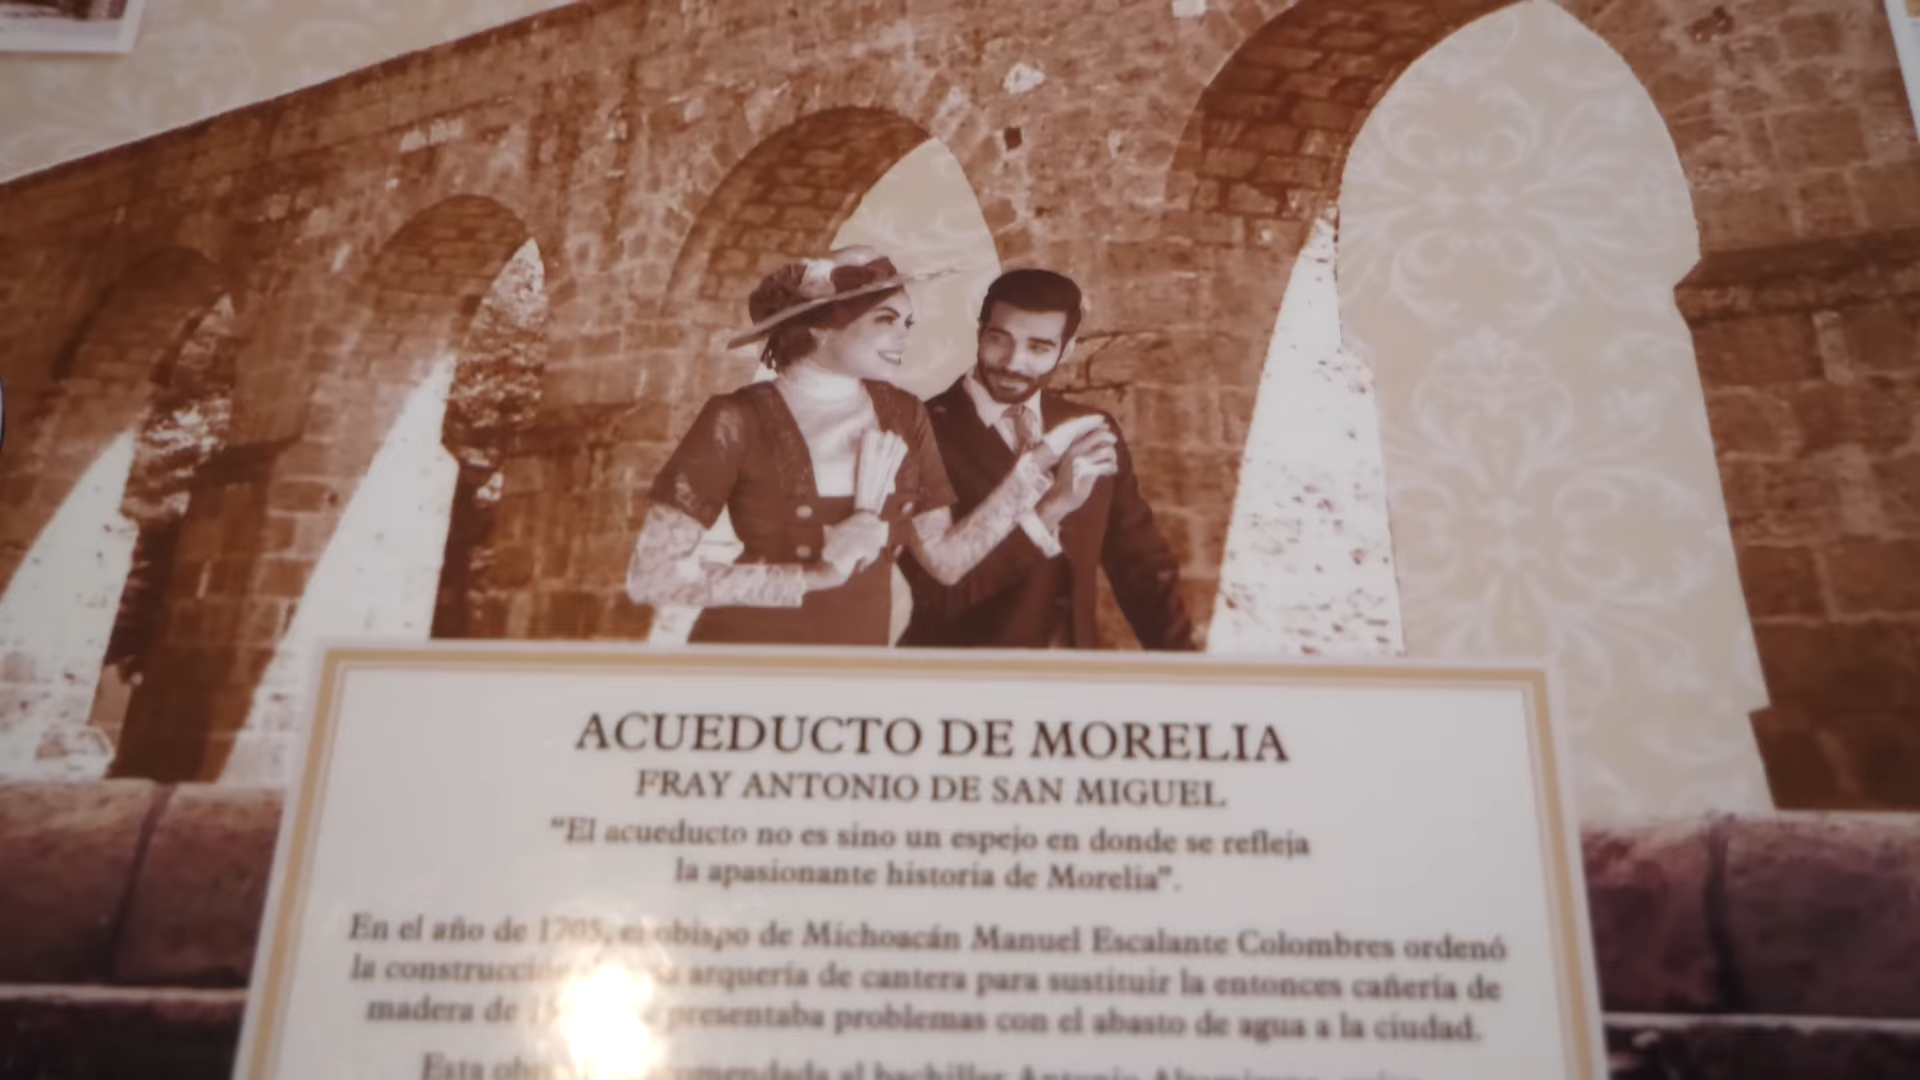 ACUEDUCTO DE MORELIA
FRAY ANTONIO DE SAN MIGUEL
"El acueducto no es sino un espejo en donde se refleja
la apasionante historia de Morelia".
En el año de 1705, el obispo de Michoacán Manuel Escalante Colombres ordenó
la arquería de cantera para sustituir la entonces cañería de
madera de presentaba problemas con el abasto de agua a la ciudad.
Esta al bachiller Antonio